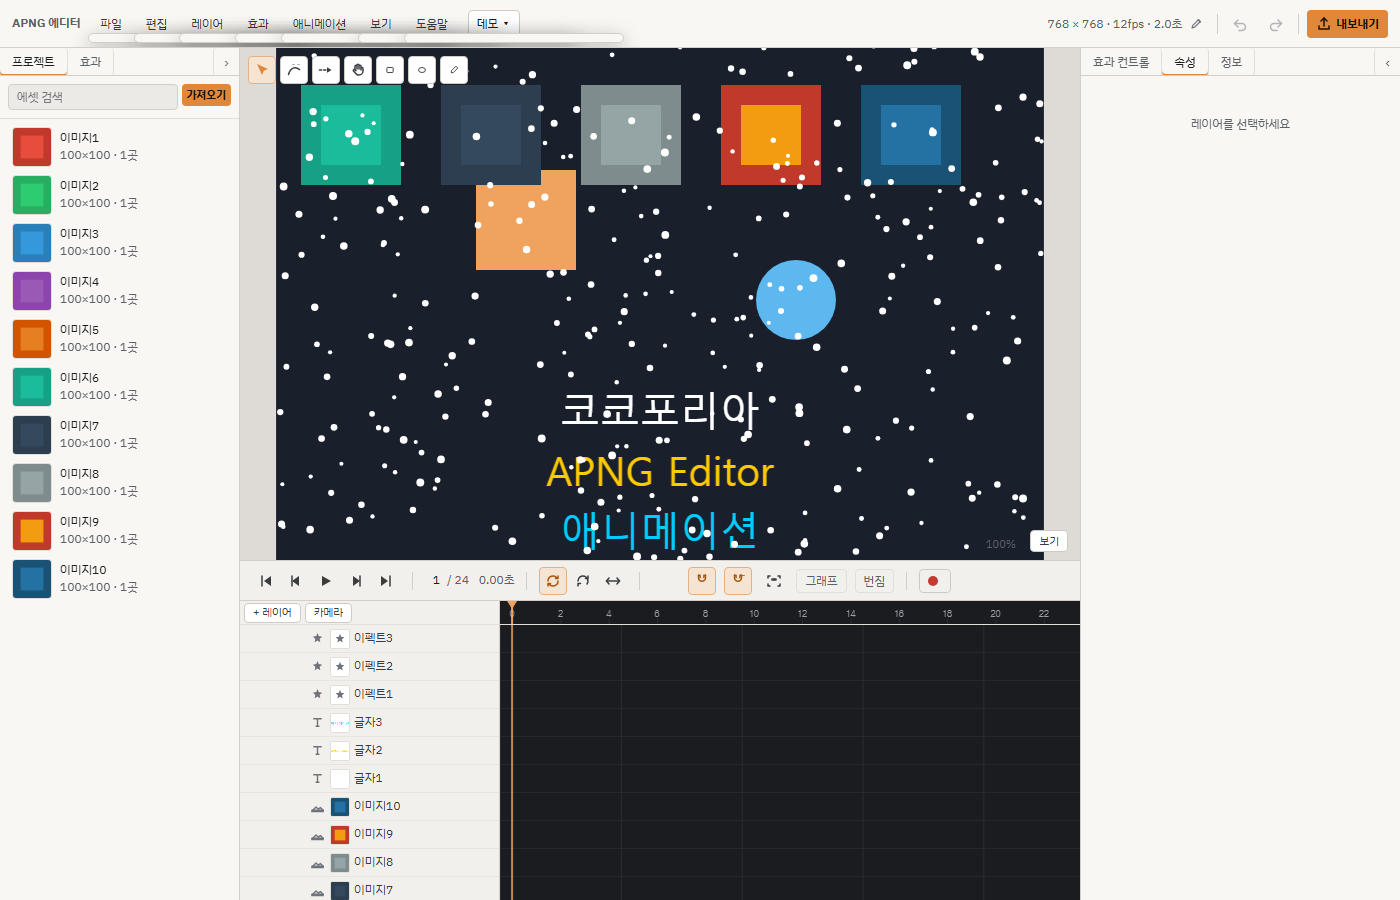 APNG 에디터 파일 편집 레이어 효과 애니메이션 보기 도움말 데모 768 × 768 · 12fps · 2.0초 내보내기
프로젝트 효과
에셋 검색 가져오기
이미지1
100×100 · 1곳
이미지2
100×100 · 1곳
이미지3
100×100 · 1곳
이미지4
100×100 · 1곳
이미지5
100×100 · 1곳
이미지6
100×100 · 1곳
이미지7
100×100 · 1곳
이미지8
100×100 · 1곳
이미지9
100×100 · 1곳
이미지10
100×100 · 1곳
코코포리아
APNG Editor
애니메이션
100% 보기
효과 컨트롤 속성 정보
레이어를 선택하세요
1 / 24 0.00초 그래프 번짐
+ 레이어 카메라 0 2 4 6 8 10 12 14 16 18 20 22
이펙트3
이펙트2
이펙트1
T 글자3
T 글자2
T 글자1
이미지10
이미지9
이미지8
이미지7